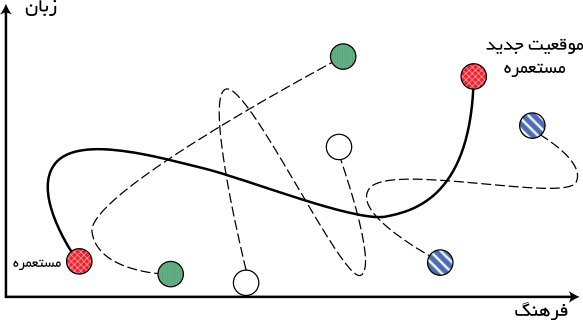 زبان
موقعیت جدید
مستعمره
مستعمره
فرهنگ